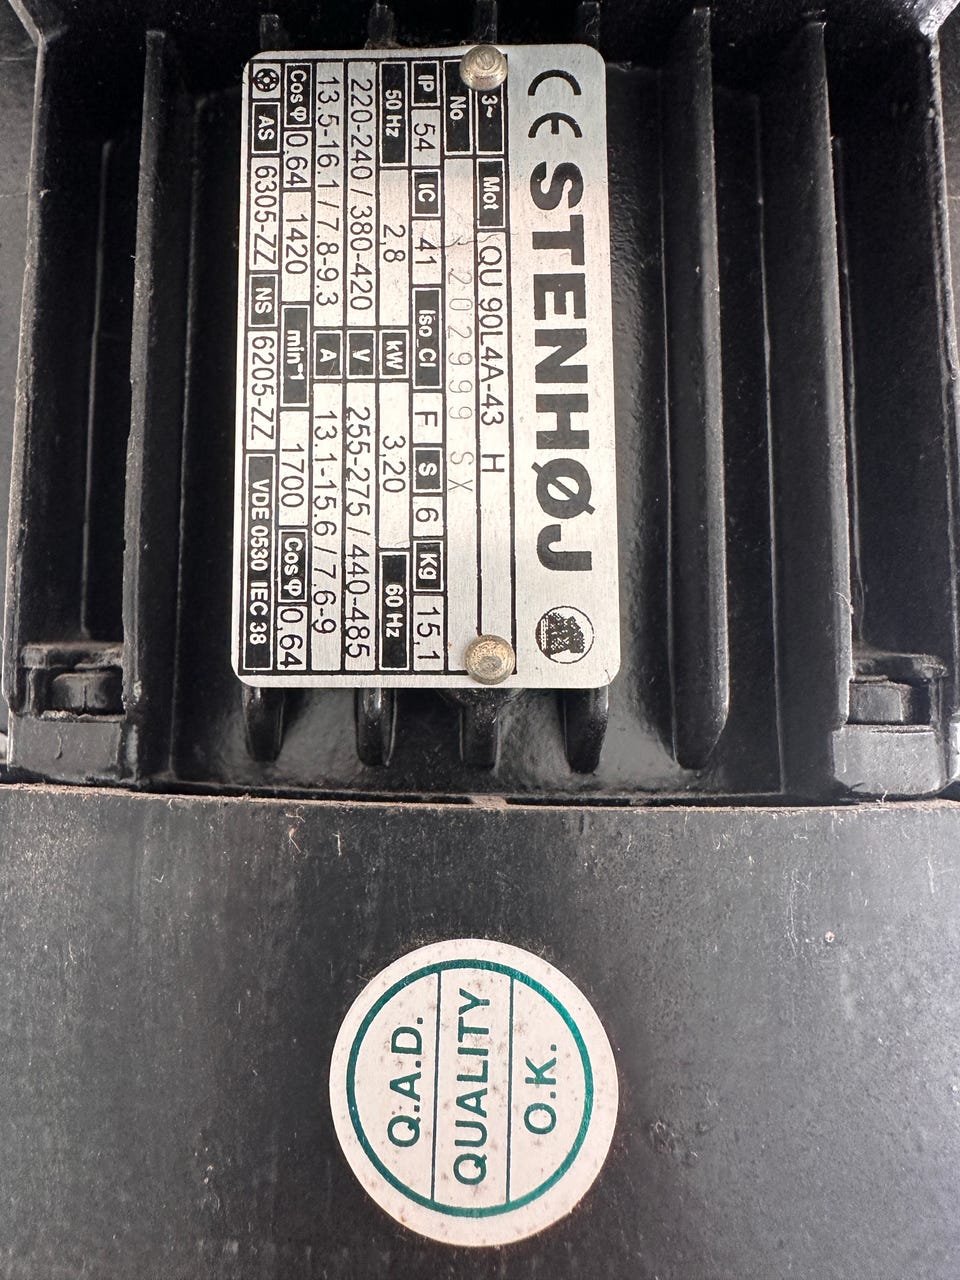 CE STENHØJ
3~ Mot QU 90L4A-43 H
No 202999 SX
IP 54 IC 41 Iso Cl F S 6 Kg 15,1
50 Hz 2,8 kW 3,20 60 Hz
220-240 / 380-420 V 255-275 / 440-485
13.5-16.1 / 7.8-9.3 A 13.1-15.6 / 7.6-9
Cosφ 0.64 1420 min⁻¹ 1700 Cosφ 0,64
AS 6305-ZZ NS 6205-ZZ VDE 0530 IEC 38
Q.A.D.
QUALITY
O.K.